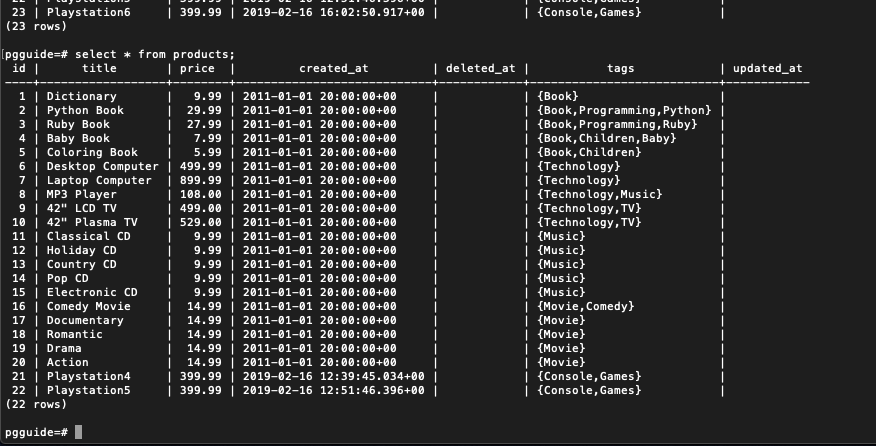 23 | Playstation6 | 399.99 | 2019-02-16 16:02:50.917+00 | | {Console,Games} |
(23 rows)
pgguide=# select * from products;
id | title | price | created_at | deleted_at | tags | updated_at
----+------------------+--------+----------------------------+------------+---------------------------+------------
1 | Dictionary | 9.99 | 2011-01-01 20:00:00+00 | | {Book} |
2 | Python Book | 29.99 | 2011-01-01 20:00:00+00 | | {Book,Programming,Python} |
3 | Ruby Book | 27.99 | 2011-01-01 20:00:00+00 | | {Book,Programming,Ruby} |
4 | Baby Book | 7.99 | 2011-01-01 20:00:00+00 | | {Book,Children,Baby} |
5 | Coloring Book | 5.99 | 2011-01-01 20:00:00+00 | | {Book,Children} |
6 | Desktop Computer | 499.99 | 2011-01-01 20:00:00+00 | | {Technology} |
7 | Laptop Computer | 899.99 | 2011-01-01 20:00:00+00 | | {Technology} |
8 | MP3 Player | 108.00 | 2011-01-01 20:00:00+00 | | {Technology,Music} |
9 | 42" LCD TV | 499.00 | 2011-01-01 20:00:00+00 | | {Technology,TV} |
10 | 42" Plasma TV | 529.00 | 2011-01-01 20:00:00+00 | | {Technology,TV} |
11 | Classical CD | 9.99 | 2011-01-01 20:00:00+00 | | {Music} |
12 | Holiday CD | 9.99 | 2011-01-01 20:00:00+00 | | {Music} |
13 | Country CD | 9.99 | 2011-01-01 20:00:00+00 | | {Music} |
14 | Pop CD | 9.99 | 2011-01-01 20:00:00+00 | | {Music} |
15 | Electronic CD | 9.99 | 2011-01-01 20:00:00+00 | | {Music} |
16 | Comedy Movie | 14.99 | 2011-01-01 20:00:00+00 | | {Movie,Comedy} |
17 | Documentary | 14.99 | 2011-01-01 20:00:00+00 | | {Movie} |
18 | Romantic | 14.99 | 2011-01-01 20:00:00+00 | | {Movie} |
19 | Drama | 14.99 | 2011-01-01 20:00:00+00 | | {Movie} |
20 | Action | 14.99 | 2011-01-01 20:00:00+00 | | {Movie} |
21 | Playstation4 | 399.99 | 2019-02-16 12:39:45.034+00 | | {Console,Games} |
22 | Playstation5 | 399.99 | 2019-02-16 12:51:46.396+00 | | {Console,Games} |
(22 rows)
pgguide=#